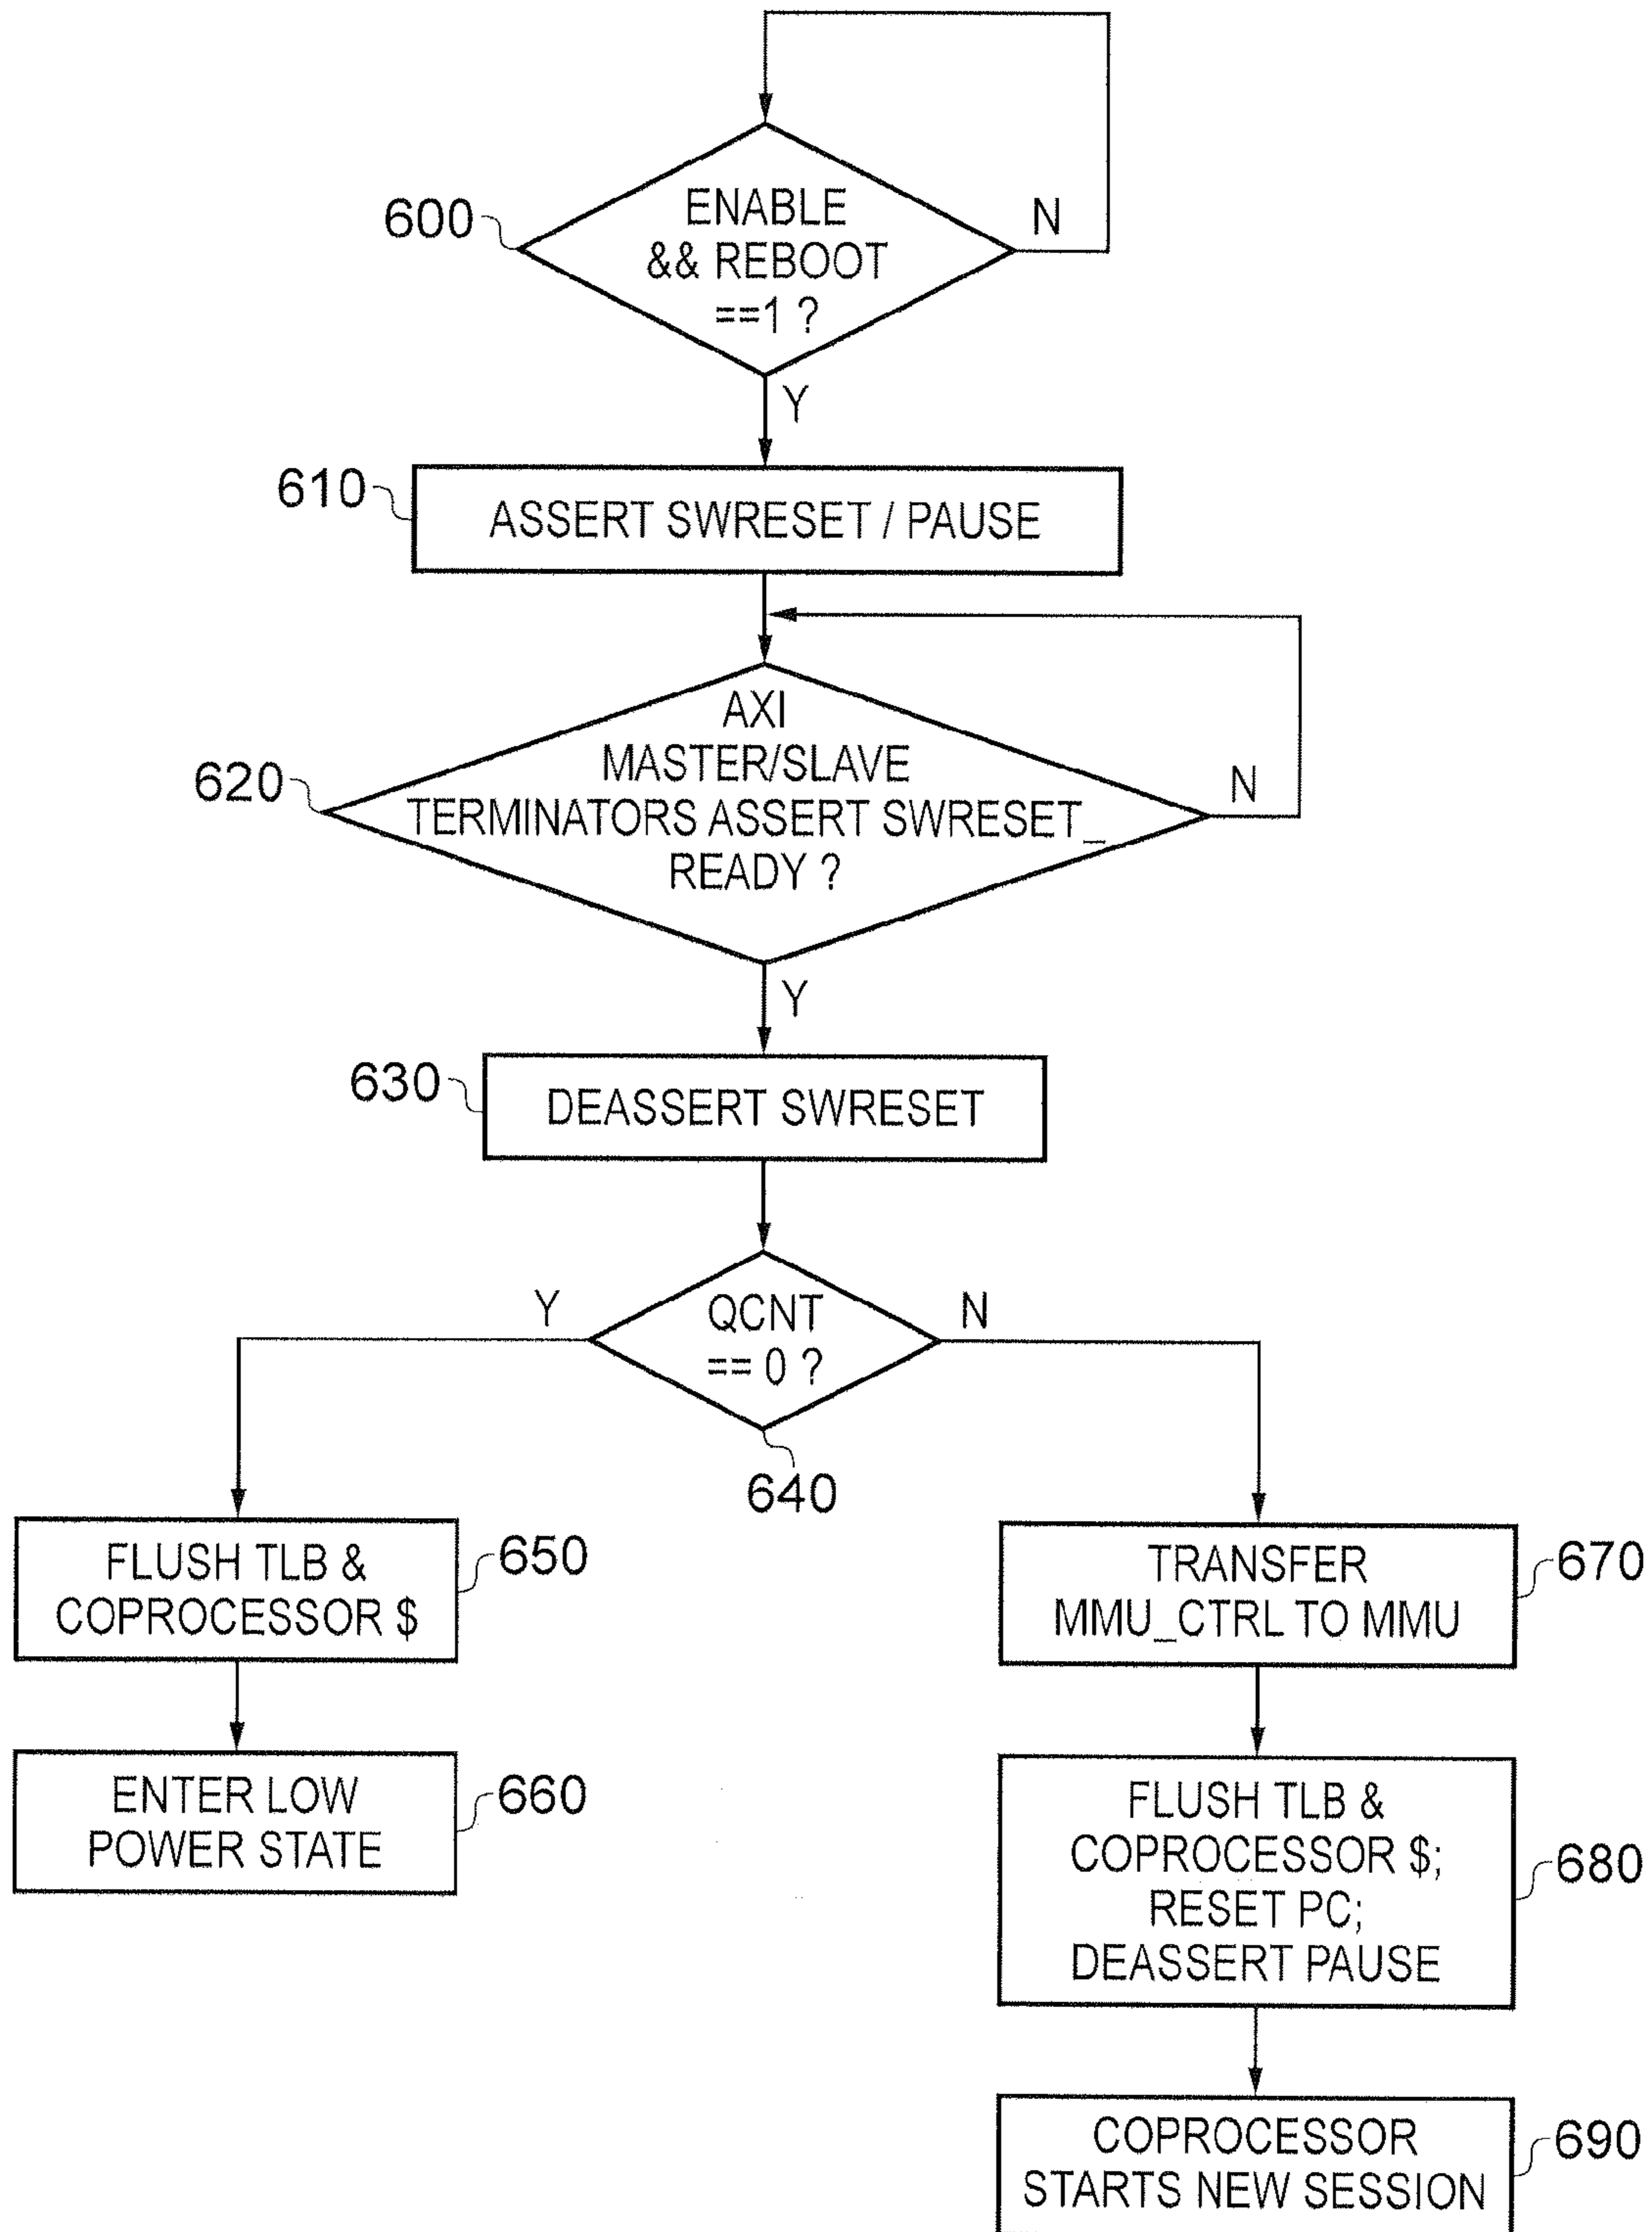 600
ENABLE
&& REBOOT
==1 ?
N
Y
610
ASSERT SWRESET / PAUSE
620
AXI
MASTER/SLAVE
TERMINATORS ASSERT SWRESET_
READY ?
N
Y
630
DEASSERT SWRESET
Y
QCNT
== 0 ?
N
640
FLUSH TLB &
COPROCESSOR $
650
ENTER LOW
POWER STATE
660
TRANSFER
MMU_CTRL TO MMU
670
FLUSH TLB &
COPROCESSOR $;
RESET PC;
DEASSERT PAUSE
680
COPROCESSOR
STARTS NEW SESSION
690